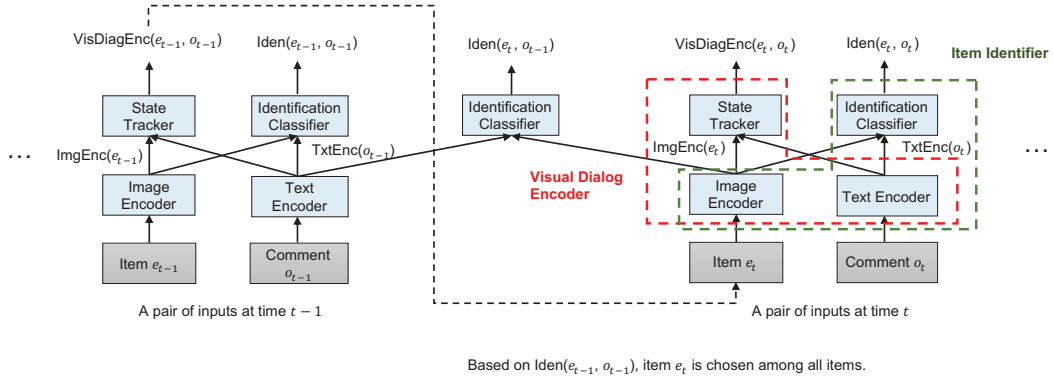 VisDiagEnc(e_{t−1}, o_{t−1})
Iden(e_{t−1}, o_{t−1})
Iden(e_t, o_{t−1})
VisDiagEnc(e_t, o_t)
Iden(e_t, o_t)
Item Identifier
State
Tracker
Identification
Classifier
Identification
Classifier
State
Tracker
Identification
Classifier
...
ImgEnc(e_{t−1})
TxtEnc(o_{t−1})
ImgEnc(e_t)
TxtEnc(o_t)
...
Visual Dialog
Encoder
Image
Encoder
Text
Encoder
Image
Encoder
Text Encoder
Item e_{t−1}
Comment
o_{t−1}
Item e_t
Comment o_t
A pair of inputs at time t − 1
A pair of inputs at time t
Based on Iden(e_{t−1}, o_{t−1}), item e_t is chosen among all items.